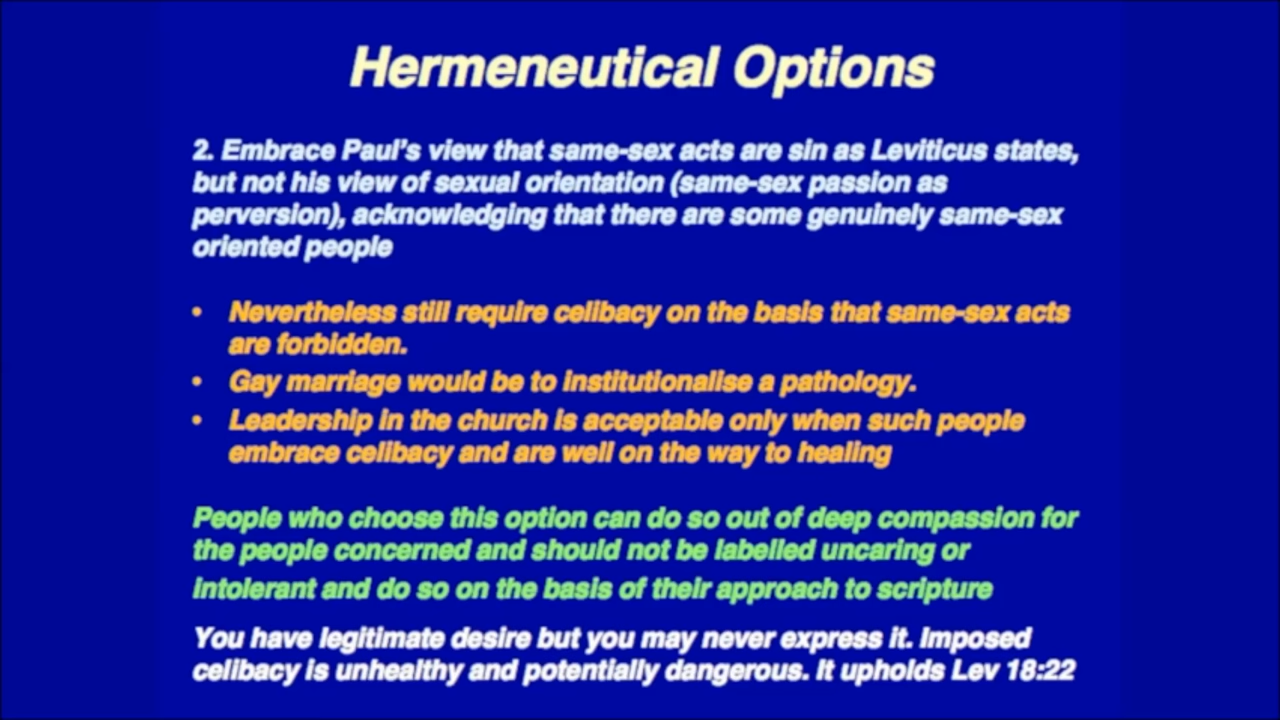 Hermeneutical Options
2. Embrace Paul's view that same-sex acts are sin as Leviticus states,
but not his view of sexual orientation (same-sex passion as
perversion), acknowledging that there are some genuinely same-sex
oriented people
• Nevertheless still require celibacy on the basis that same-sex acts
are forbidden.
• Gay marriage would be to institutionalise a pathology.
• Leadership in the church is acceptable only when such people
embrace celibacy and are well on the way to healing
People who choose this option can do so out of deep compassion for
the people concerned and should not be labelled uncaring or
intolerant and do so on the basis of their approach to scripture
You have legitimate desire but you may never express it. Imposed
celibacy is unhealthy and potentially dangerous. It upholds Lev 18:22